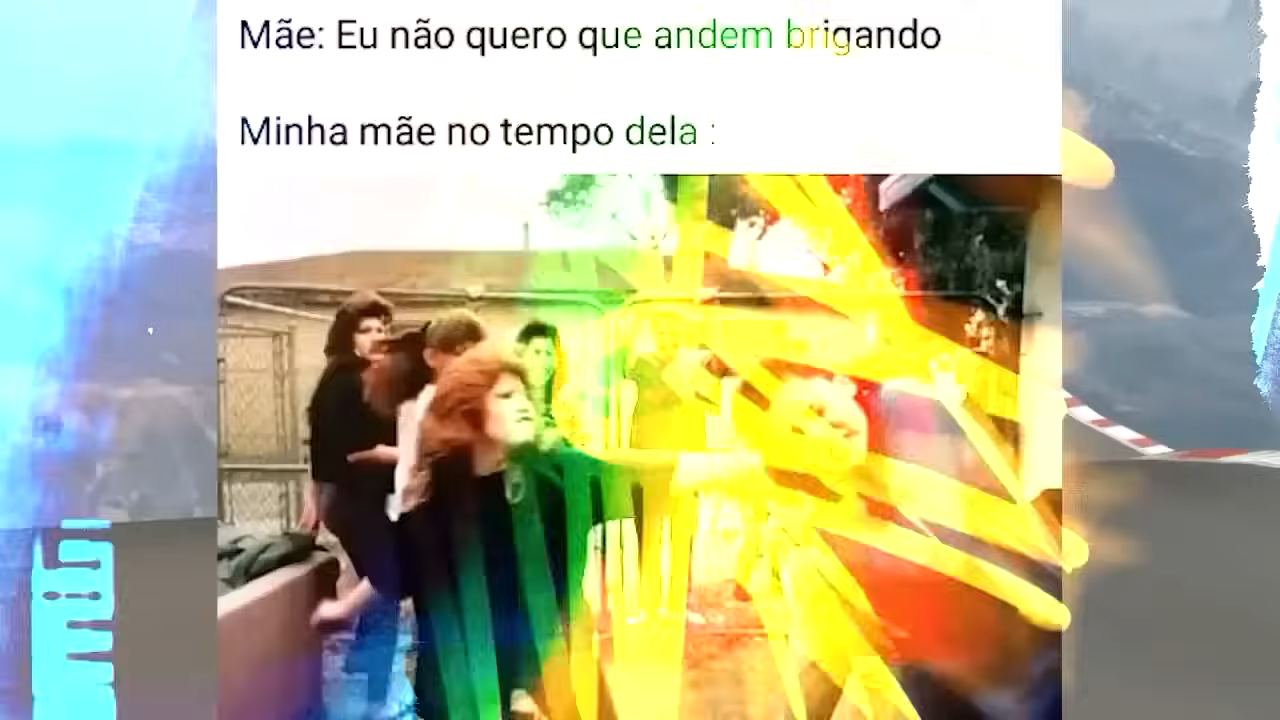 Mãe: Eu não quero que andem brigando
Minha mãe no tempo dela :